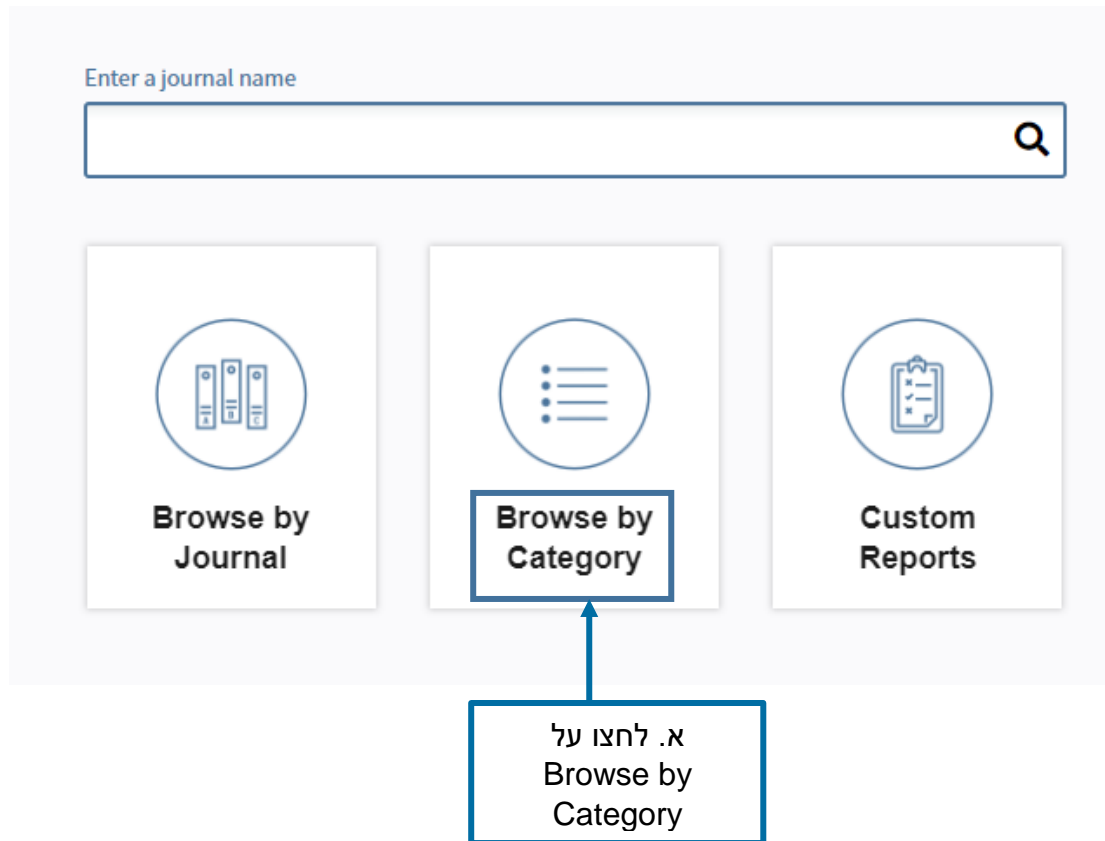 Enter a journal name
A
B
C
Browse by
Journal
Browse by
Category
Custom
Reports
א. לחצו על
Browse by
Category